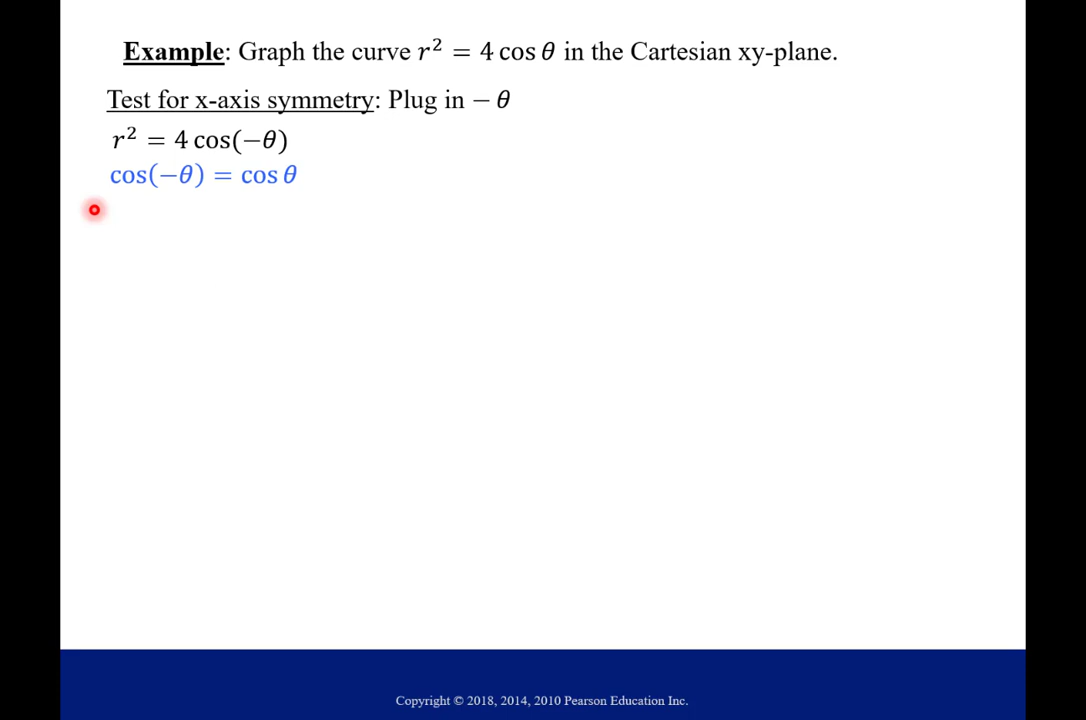 Example: Graph the curve r² = 4 cos θ in the Cartesian xy-plane.
Test for x-axis symmetry: Plug in − θ
r² = 4 cos(−θ)
cos(−θ) = cos θ
Copyright © 2018, 2014, 2010 Pearson Education Inc.